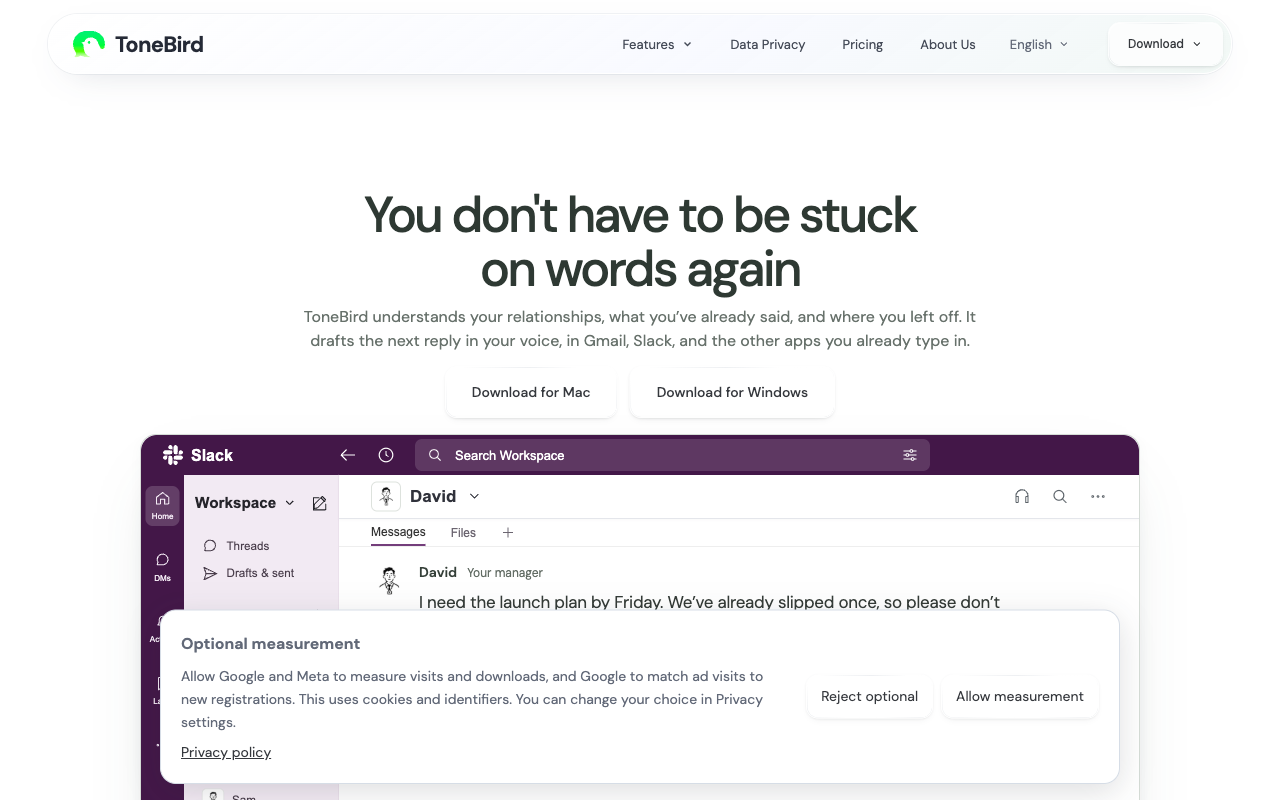 ToneBird
Features
Data Privacy
Pricing
About Us
English
Download
You don't have to be stuck
on words again
ToneBird understands your relationships, what you’ve already said, and where you left off. It
drafts the next reply in your voice, in Gmail, Slack, and the other apps you already type in.
Download for Mac
Download for Windows
Slack
Search Workspace
Home
Workspace
David
Messages
Files
Threads
Drafts & sent
DMs
David Your manager
I need the launch plan by Friday. We’ve already slipped once, so please don’t
Optional measurement
Allow Google and Meta to measure visits and downloads, and Google to match ad visits to
new registrations. This uses cookies and identifiers. You can change your choice in Privacy
settings.
Privacy policy
Reject optional
Allow measurement
Sam